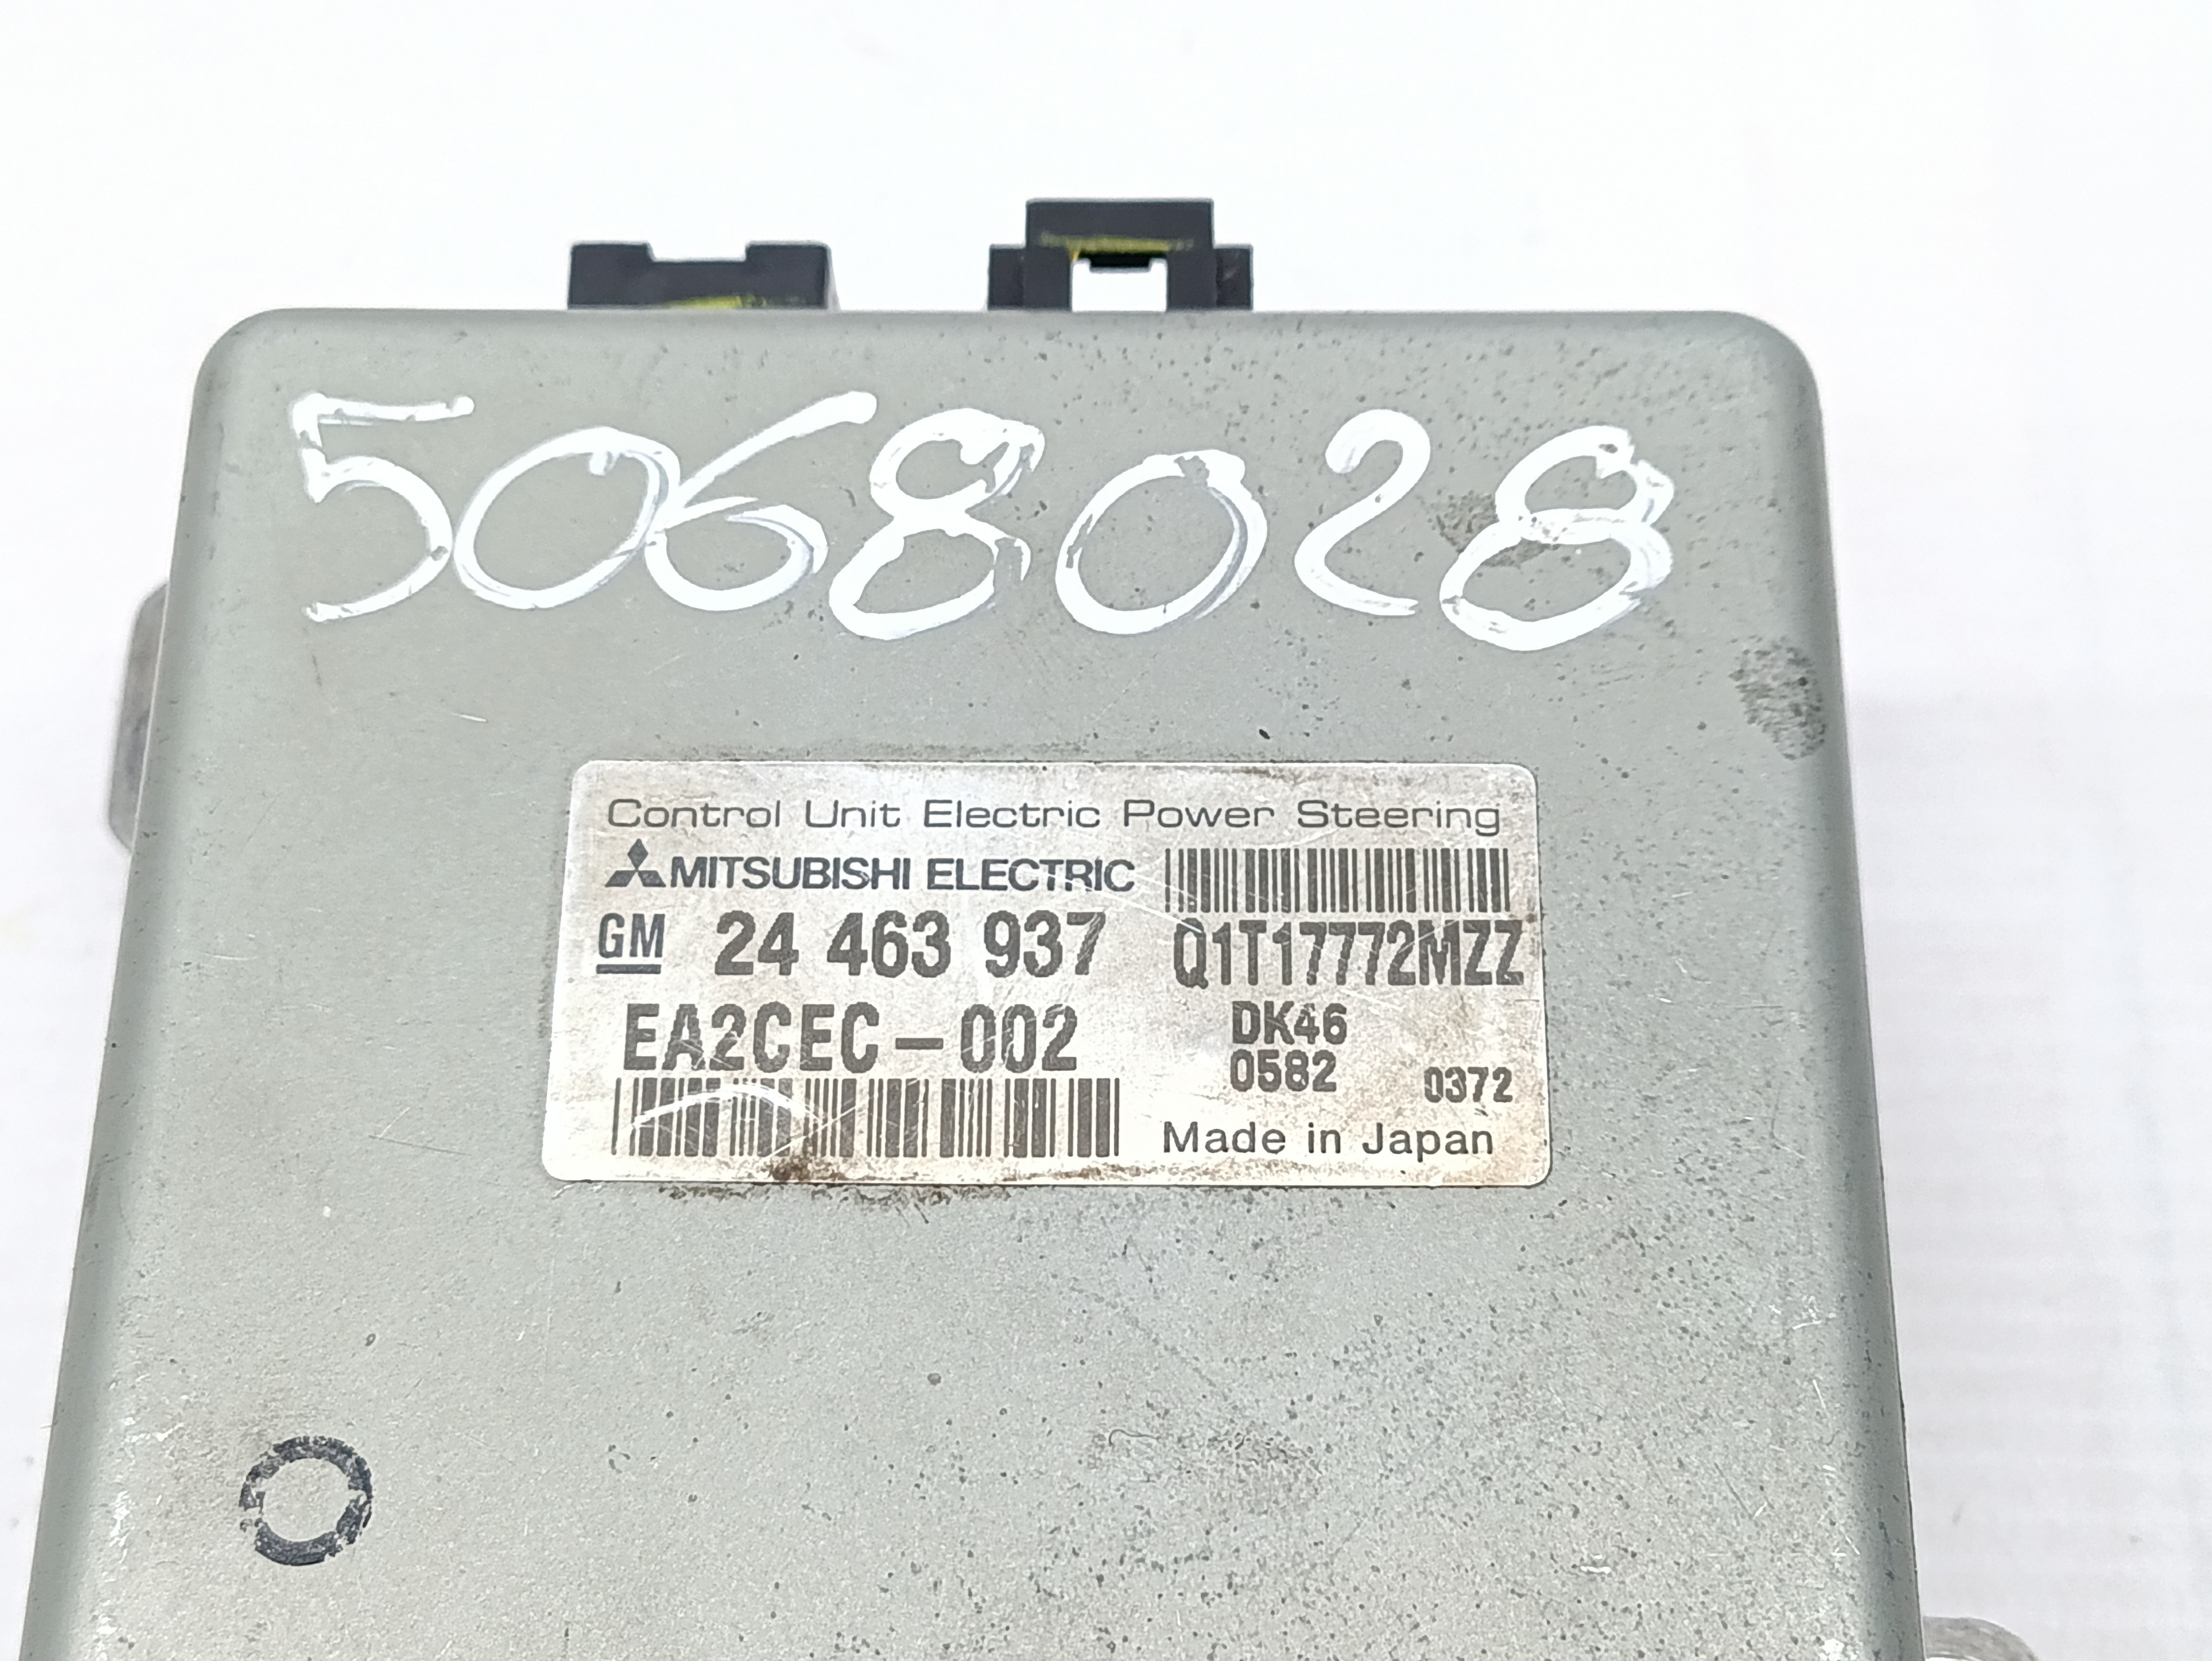 5068028
Control Unit Electric Power Steering
MITSUBISHI ELECTRIC
GM 24 463 937 Q1T17772MZZ
EA2CEC-002 DK46
0582 0372
Made in Japan